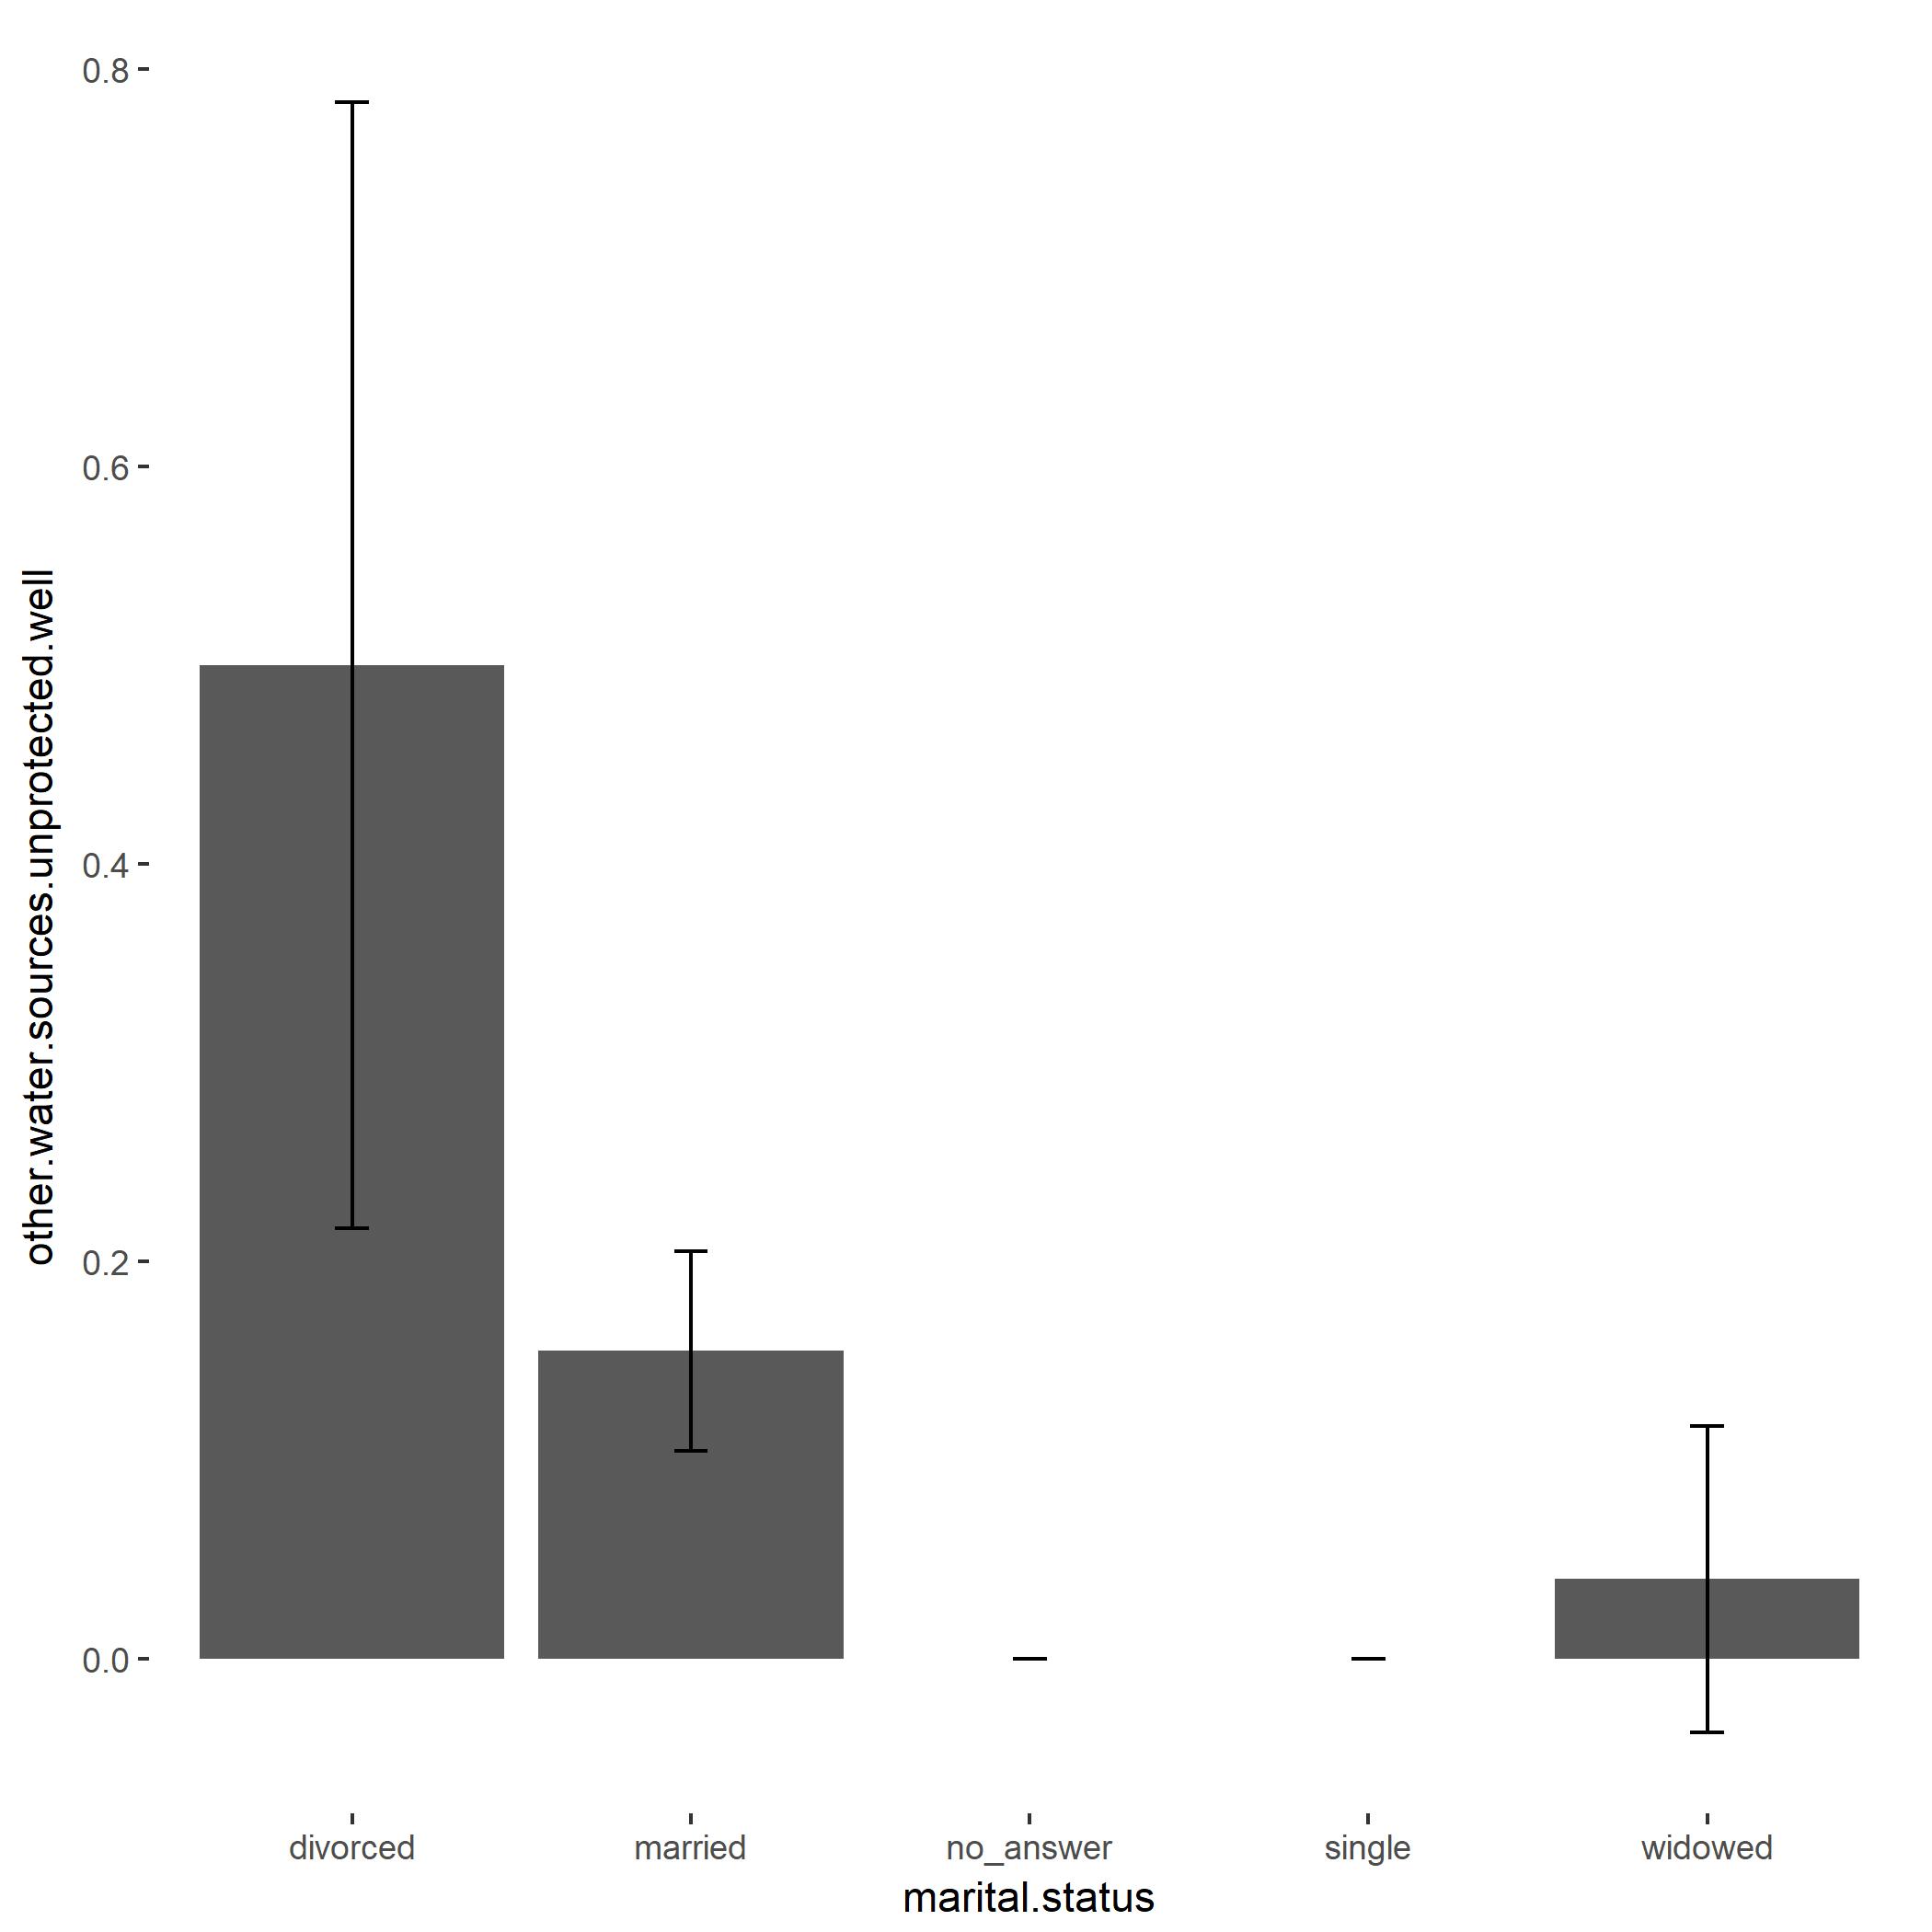 0.8
0.6
0.4
0.2
0.0
other.water.sources.unprotected.well
divorced
married
no_answer
single
widowed
marital.status